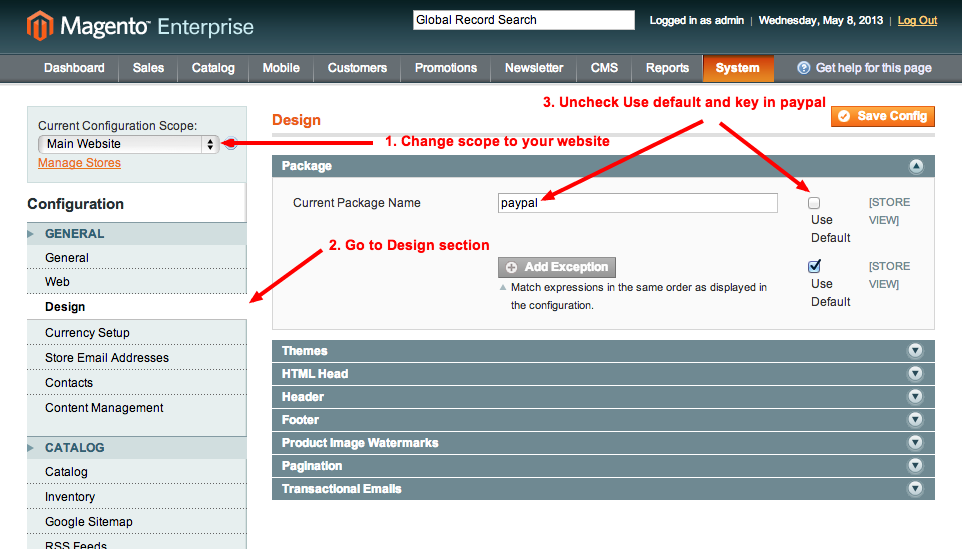 Magento™ Enterprise
Global Record Search
Logged in as admin | Wednesday, May 8, 2013 | Log Out
Dashboard Sales Catalog Mobile Customers Promotions Newsletter CMS Reports System Get help for this page
Current Configuration Scope:
Main Website
Manage Stores
1. Change scope to your website
Design
3. Uncheck Use default and key in paypal
Save Config
Configuration
GENERAL
General
Web
Design
Currency Setup
Store Email Addresses
Contacts
Content Management
CATALOG
Catalog
Inventory
Google Sitemap
RSS Feeds
2. Go to Design section
Package
Current Package Name
paypal
Use
Default
[STORE
VIEW]
Add Exception
Match expressions in the same order as displayed in
the configuration.
Use
Default
[STORE
VIEW]
Themes
HTML Head
Header
Footer
Product Image Watermarks
Pagination
Transactional Emails